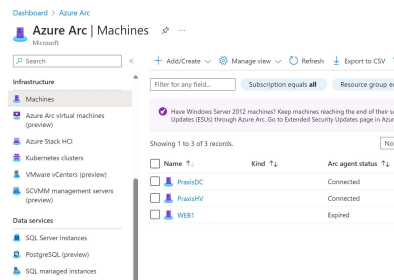 Dashboard > Azure Arc >
Azure Arc | Machines
Microsoft
Search
+ Add/Create Manage view Refresh Export to CSV
Infrastructure
Filter for any field... Subscription equals all Resource group
Machines
Azure Arc virtual machines
(preview)
Have Windows Server 2012 machines? Keep machines reaching the end of their
Updates (ESUs) through Azure Arc. Go to Extended Security Updates page in
Azure Stack HCI
Showing 1 to 3 of 3 records.
Kubernetes clusters
Name Kind Arc agent status
VMware vCenters (preview)
PraxisDC Connected
SCVMM management servers
(preview)
PraxisHV Connected
WEB1 Expired
Data services
SQL Server instances
PostgreSQL (preview)
SQL managed instances